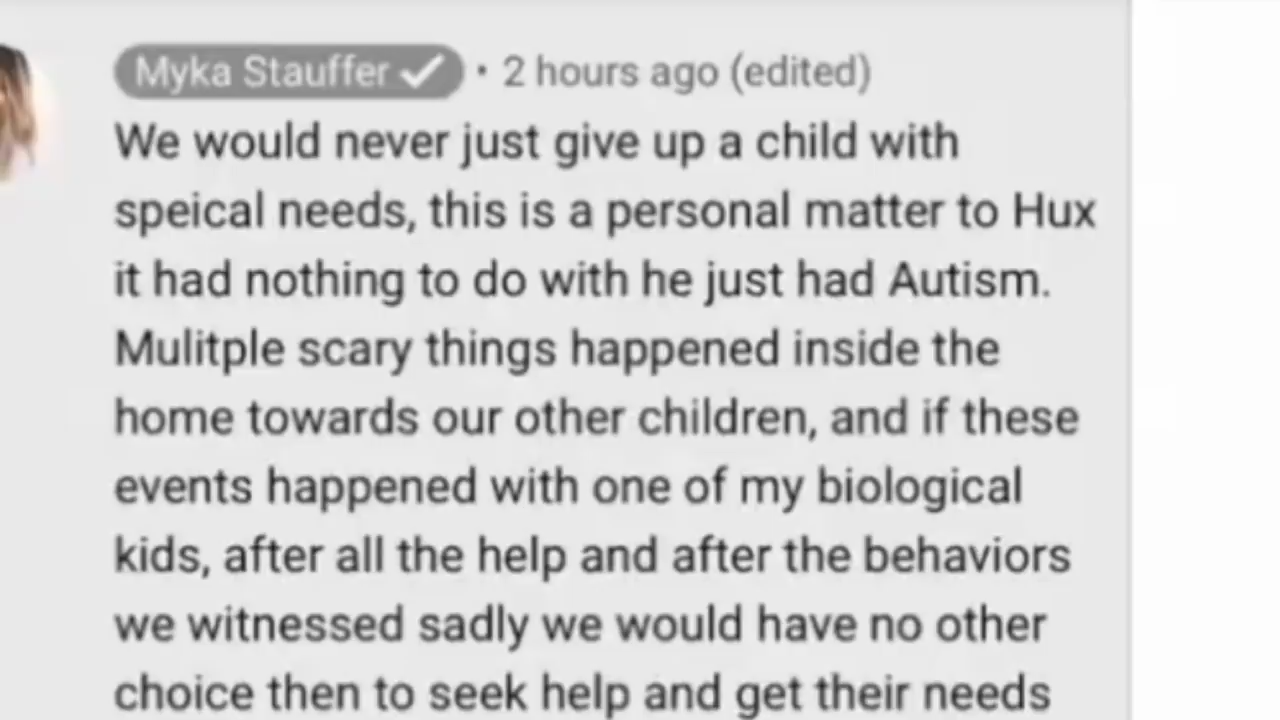 Myka Stauffer • 2 hours ago (edited)
We would never just give up a child with
speical needs, this is a personal matter to Hux
it had nothing to do with he just had Autism.
Mulitple scary things happened inside the
home towards our other children, and if these
events happened with one of my biological
kids, after all the help and after the behaviors
we witnessed sadly we would have no other
choice then to seek help and get their needs